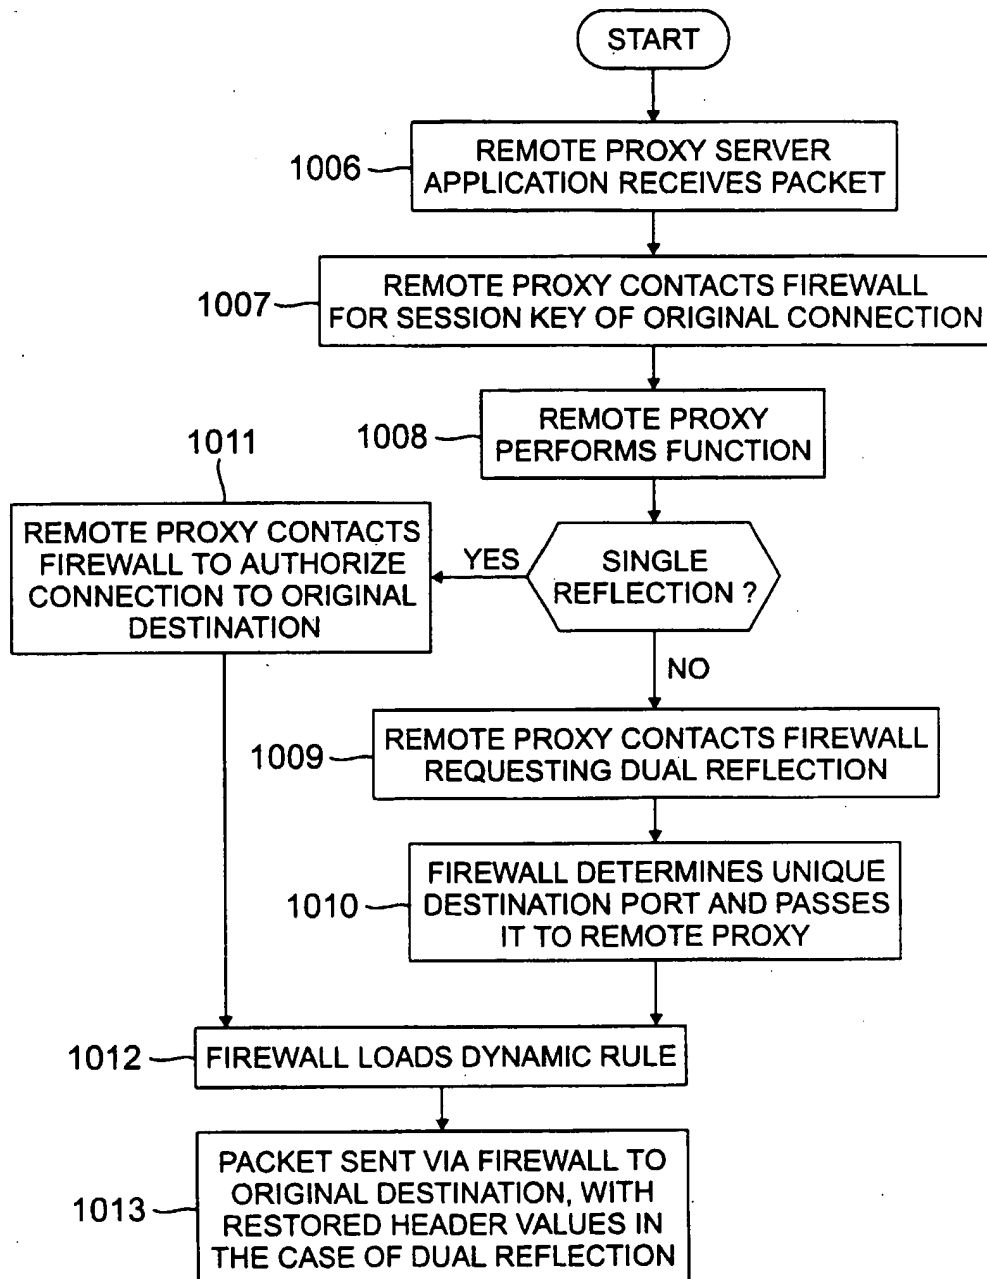 START
1006
REMOTE PROXY SERVER
APPLICATION RECEIVES PACKET
1007
REMOTE PROXY CONTACTS FIREWALL
FOR SESSION KEY OF ORIGINAL CONNECTION
1008
REMOTE PROXY
PERFORMS FUNCTION
1011
REMOTE PROXY CONTACTS
FIREWALL TO AUTHORIZE
CONNECTION TO ORIGINAL
DESTINATION
YES
SINGLE
REFLECTION ?
NO
1009
REMOTE PROXY CONTACTS FIREWALL
REQUESTING DUAL REFLECTION
1010
FIREWALL DETERMINES UNIQUE
DESTINATION PORT AND PASSES
IT TO REMOTE PROXY
1012
FIREWALL LOADS DYNAMIC RULE
1013
PACKET SENT VIA FIREWALL TO
ORIGINAL DESTINATION, WITH
RESTORED HEADER VALUES IN
THE CASE OF DUAL REFLECTION